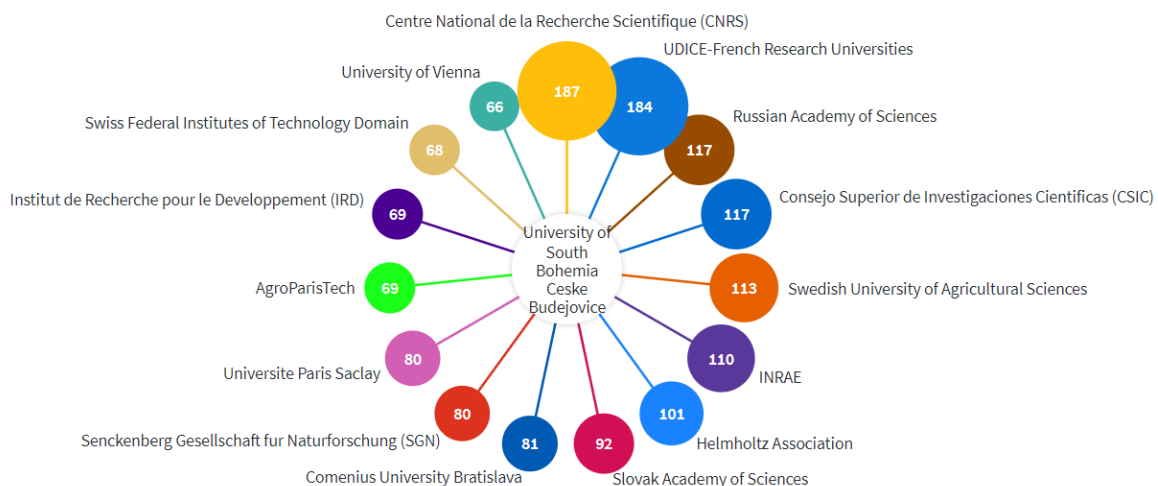 Centre National de la Recherche Scientifique (CNRS)
187
UDICE-French Research Universities
184
Russian Academy of Sciences
117
Consejo Superior de Investigaciones Científicas (CSIC)
117
Swedish University of Agricultural Sciences
113
INRAE
110
Helmholtz Association
101
Slovak Academy of Sciences
92
Comenius University Bratislava
81
Senckenberg Gesellschaft fur Naturforschung (SGN)
80
Universite Paris Saclay
80
AgroParisTech
69
Institut de Recherche pour le Developpement (IRD)
69
Swiss Federal Institutes of Technology Domain
68
University of Vienna
66
University of
South
Bohemia
Ceske
Budejovice